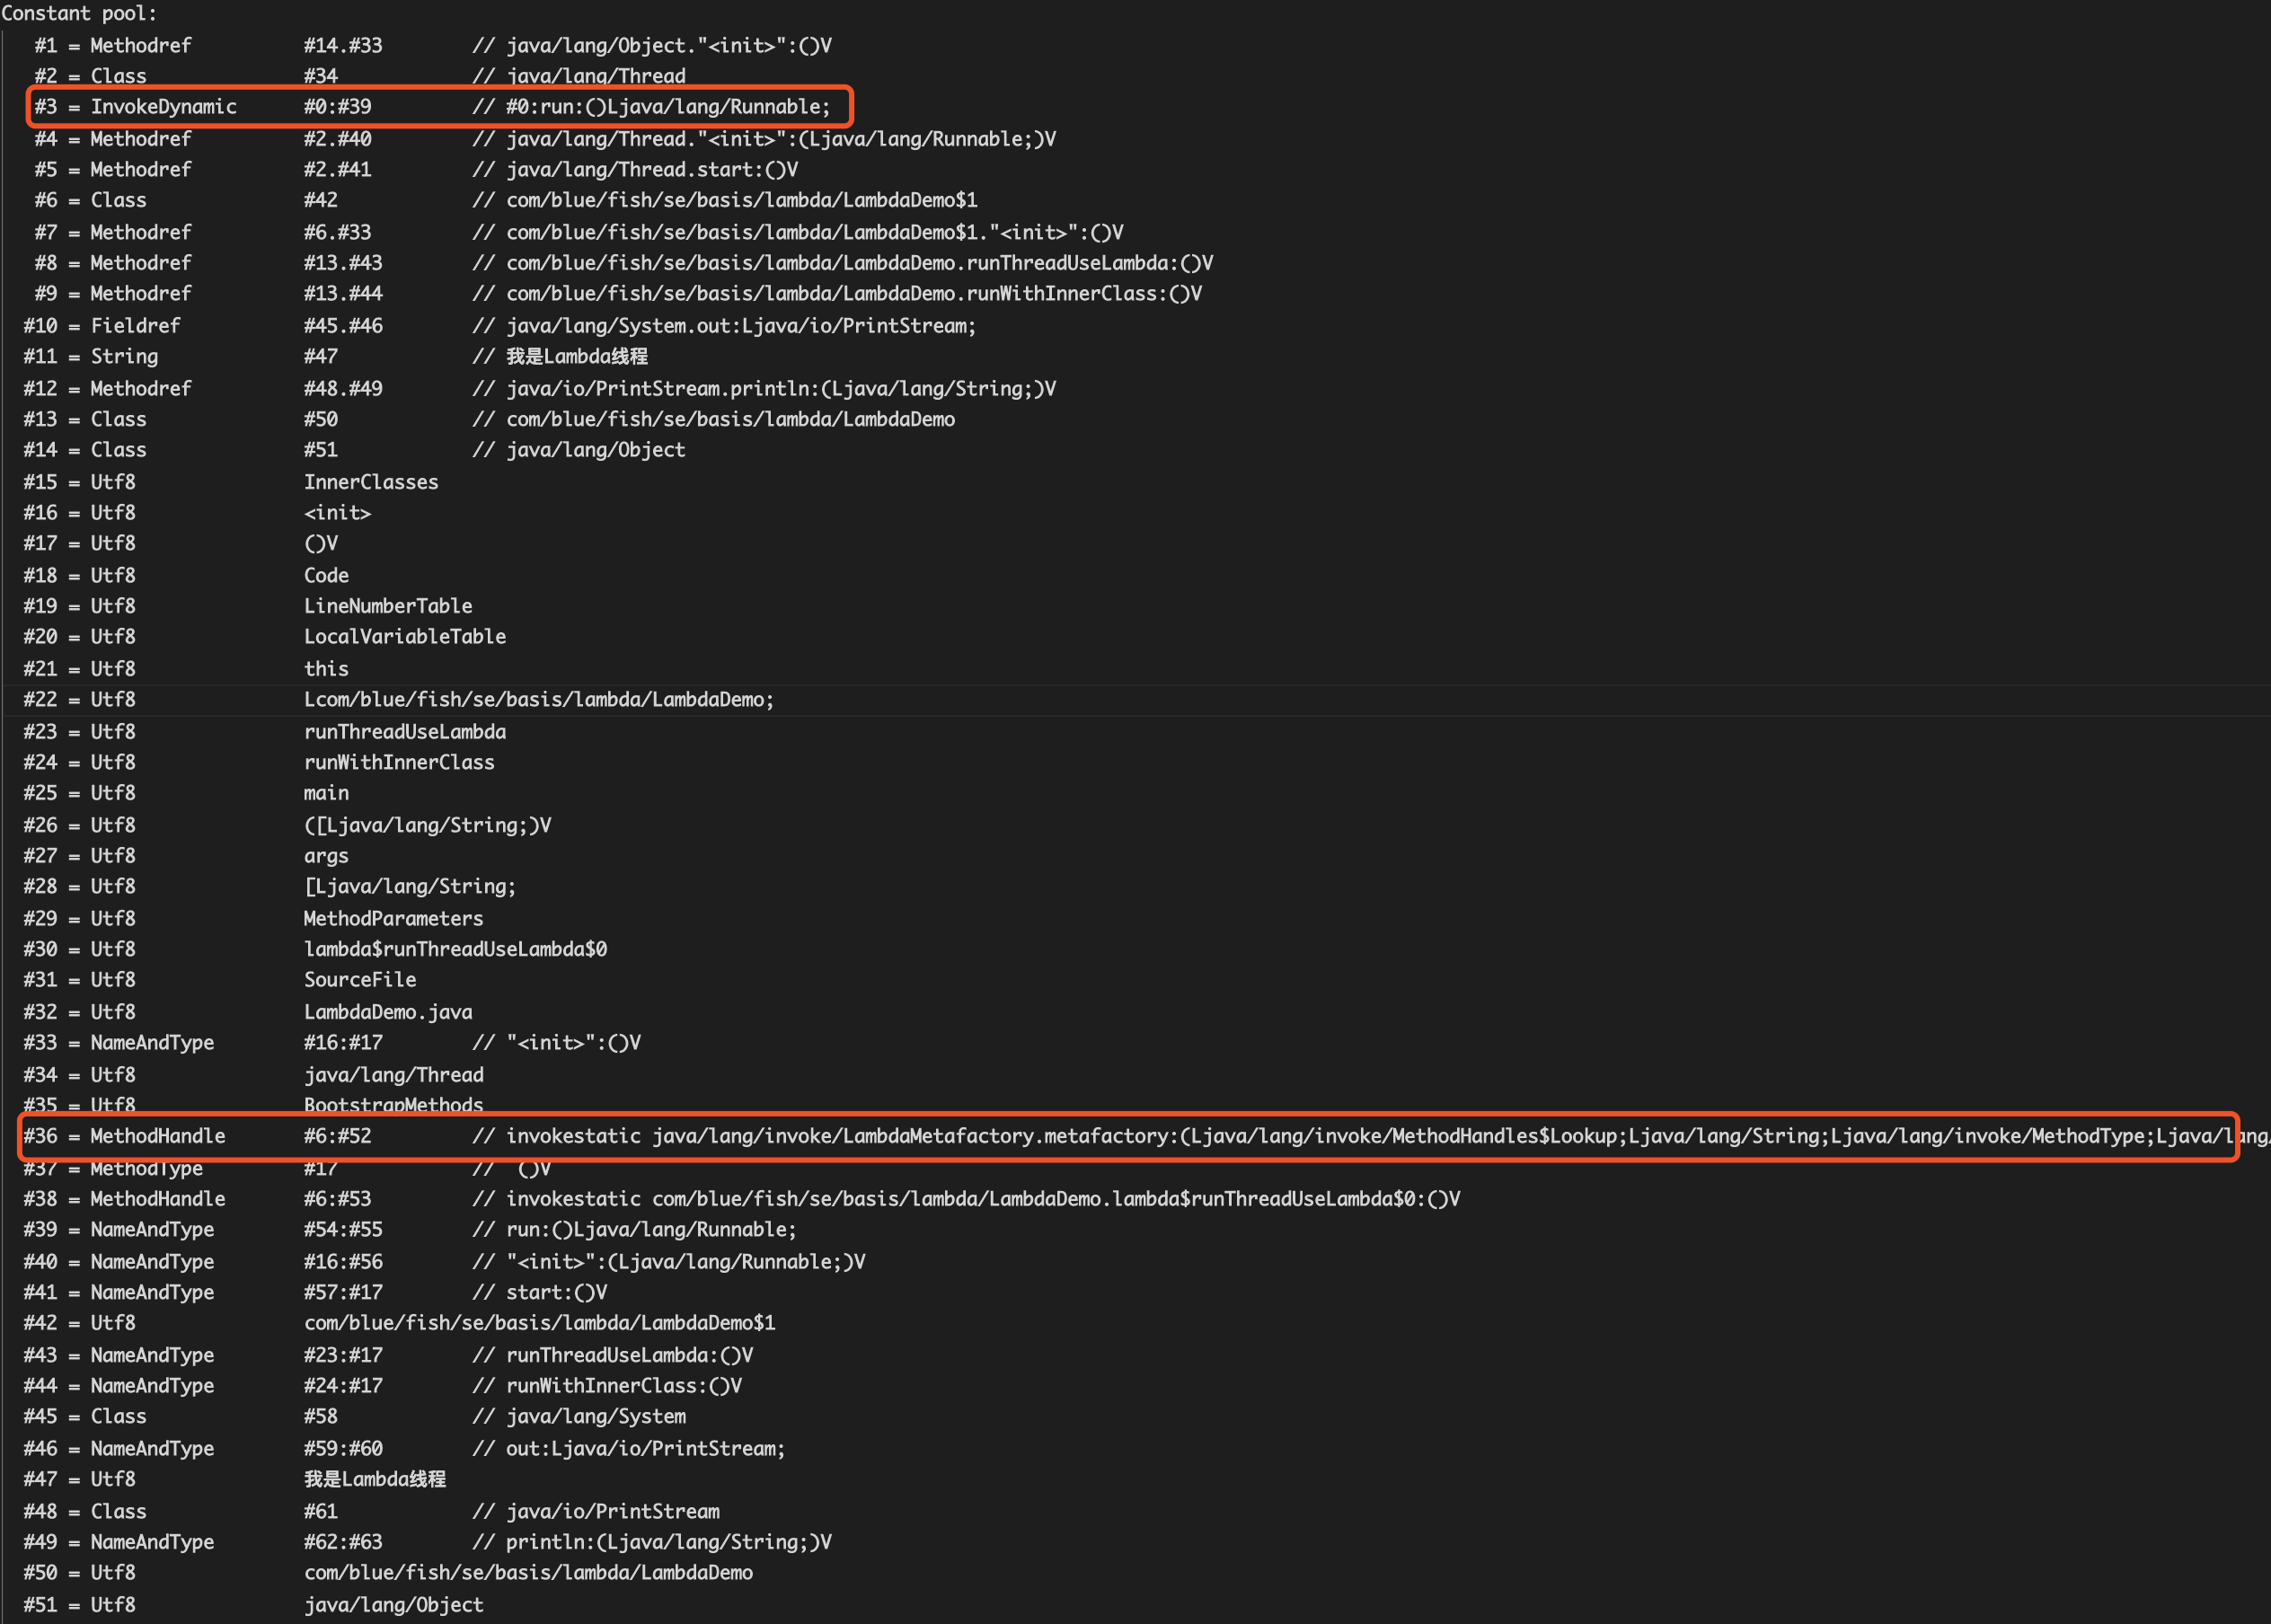 Constant pool:
#1 = Methodref #14.#33 // java/lang/Object."<init>":()V
#2 = Class #34 // java/lang/Thread
#3 = InvokeDynamic #0:#39 // #0:run:()Ljava/lang/Runnable;
#4 = Methodref #2.#40 // java/lang/Thread."<init>":(Ljava/lang/Runnable;)V
#5 = Methodref #2.#41 // java/lang/Thread.start:()V
#6 = Class #42 // com/blue/fish/se/basis/lambda/LambdaDemo$1
#7 = Methodref #6.#33 // com/blue/fish/se/basis/lambda/LambdaDemo$1."<init>":()V
#8 = Methodref #13.#43 // com/blue/fish/se/basis/lambda/LambdaDemo.runThreadUseLambda:()V
#9 = Methodref #13.#44 // com/blue/fish/se/basis/lambda/LambdaDemo.runWithInnerClass:()V
#10 = Fieldref #45.#46 // java/lang/System.out:Ljava/io/PrintStream;
#11 = String #47 // 我是Lambda线程
#12 = Methodref #48.#49 // java/io/PrintStream.println:(Ljava/lang/String;)V
#13 = Class #50 // com/blue/fish/se/basis/lambda/LambdaDemo
#14 = Class #51 // java/lang/Object
#15 = Utf8 InnerClasses
#16 = Utf8 <init>
#17 = Utf8 ()V
#18 = Utf8 Code
#19 = Utf8 LineNumberTable
#20 = Utf8 LocalVariableTable
#21 = Utf8 this
#22 = Utf8 Lcom/blue/fish/se/basis/lambda/LambdaDemo;
#23 = Utf8 runThreadUseLambda
#24 = Utf8 runWithInnerClass
#25 = Utf8 main
#26 = Utf8 ([Ljava/lang/String;)V
#27 = Utf8 args
#28 = Utf8 [Ljava/lang/String;
#29 = Utf8 MethodParameters
#30 = Utf8 lambda$runThreadUseLambda$0
#31 = Utf8 SourceFile
#32 = Utf8 LambdaDemo.java
#33 = NameAndType #16:#17 // "<init>":()V
#34 = Utf8 java/lang/Thread
#35 = Utf8 BootstrapMethods
#36 = MethodHandle #6:#52 // invokestatic java/lang/invoke/LambdaMetafactory.metafactory:(Ljava/lang/invoke/MethodHandles$Lookup;Ljava/lang/String;Ljava/lang/invoke/MethodType;Ljava/lang/
#37 = MethodType #17 // ()V
#38 = MethodHandle #6:#53 // invokestatic com/blue/fish/se/basis/lambda/LambdaDemo.lambda$runThreadUseLambda$0:()V
#39 = NameAndType #54:#55 // run:()Ljava/lang/Runnable;
#40 = NameAndType #16:#56 // "<init>":(Ljava/lang/Runnable;)V
#41 = NameAndType #57:#17 // start:()V
#42 = Utf8 com/blue/fish/se/basis/lambda/LambdaDemo$1
#43 = NameAndType #23:#17 // runThreadUseLambda:()V
#44 = NameAndType #24:#17 // runWithInnerClass:()V
#45 = Class #58 // java/lang/System
#46 = NameAndType #59:#60 // out:Ljava/io/PrintStream;
#47 = Utf8 我是Lambda线程
#48 = Class #61 // java/io/PrintStream
#49 = NameAndType #62:#63 // println:(Ljava/lang/String;)V
#50 = Utf8 com/blue/fish/se/basis/lambda/LambdaDemo
#51 = Utf8 java/lang/Object